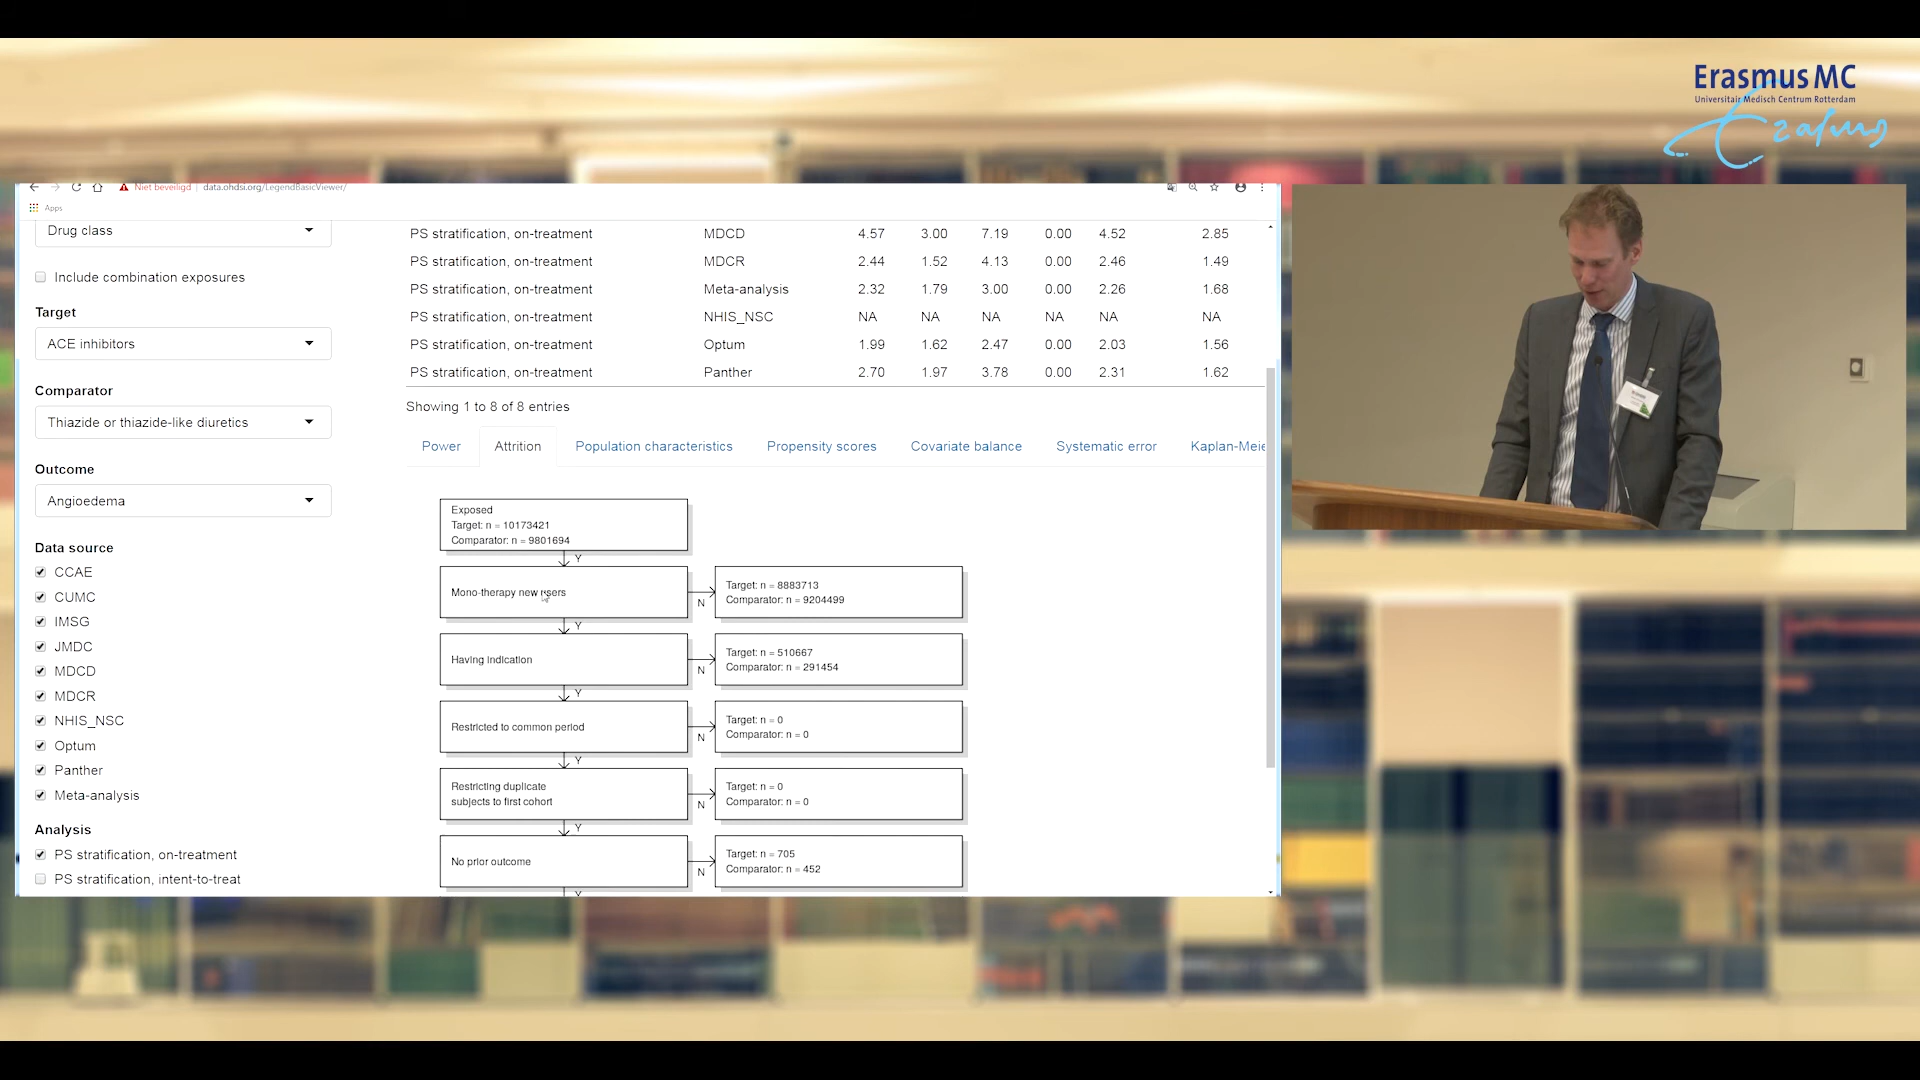 Erasmus MC
Universitair Medisch Centrum Rotterdam
Erasmus
Niet beveiligd data.ohdsi.org/LegendBasicViewer/
Apps
Drug class
Include combination exposures
Target
ACE inhibitors
Comparator
Thiazide or thiazide-like diuretics
Outcome
Angioedema
Data source
CCAE
CUMC
IMSG
JMDC
MDCD
MDCR
NHIS_NSC
Optum
Panther
Meta-analysis
Analysis
PS stratification, on-treatment
PS stratification, intent-to-treat
PS stratification, on-treatment MDCD 4.57 3.00 7.19 0.00 4.52 2.85
PS stratification, on-treatment MDCR 2.44 1.52 4.13 0.00 2.46 1.49
PS stratification, on-treatment Meta-analysis 2.32 1.79 3.00 0.00 2.26 1.68
PS stratification, on-treatment NHIS_NSC NA NA NA NA NA NA
PS stratification, on-treatment Optum 1.99 1.62 2.47 0.00 2.03 1.56
PS stratification, on-treatment Panther 2.70 1.97 3.78 0.00 2.31 1.62
Showing 1 to 8 of 8 entries
Power Attrition Population characteristics Propensity scores Covariate balance Systematic error Kaplan-Meie
Exposed
Target: n = 10173421
Comparator: n = 9801694
Y
Mono-therapy new users
N
Target: n = 8883713
Comparator: n = 9204499
Y
Having indication
N
Target: n = 510667
Comparator: n = 291454
Y
Restricted to common period
N
Target: n = 0
Comparator: n = 0
Y
Restricting duplicate
subjects to first cohort
N
Target: n = 0
Comparator: n = 0
Y
No prior outcome
N
Target: n = 705
Comparator: n = 452
Y